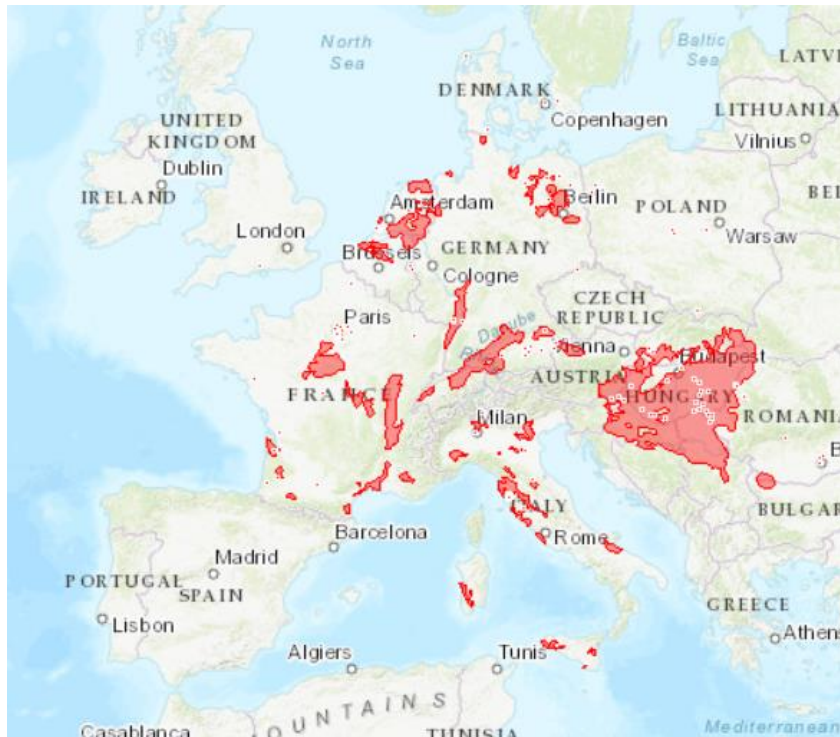 North
Sea
Baltic
Sea
LATV
DENMARK
Copenhagen
LITHUANIA
Vilnius
UNITED
KINGDOM
Dublin
IRELAND
BEL
Amsterdam
Berlin
POLAND
Warsaw
London
Brussels
GERMANY
Cologne
CZECH
REPUBLIC
Paris
Danube
AUSTRIA
Budapest
HUNGARY
FRANCE
ROMANIA
Milan
B
BULGAR
ITALY
Rome
Barcelona
Madrid
PORTUGAL
SPAIN
Lisbon
GREECE
Athens
Algiers
Tunis
MOUNTAINS
Casablanca
TUNISIA
Mediterranean